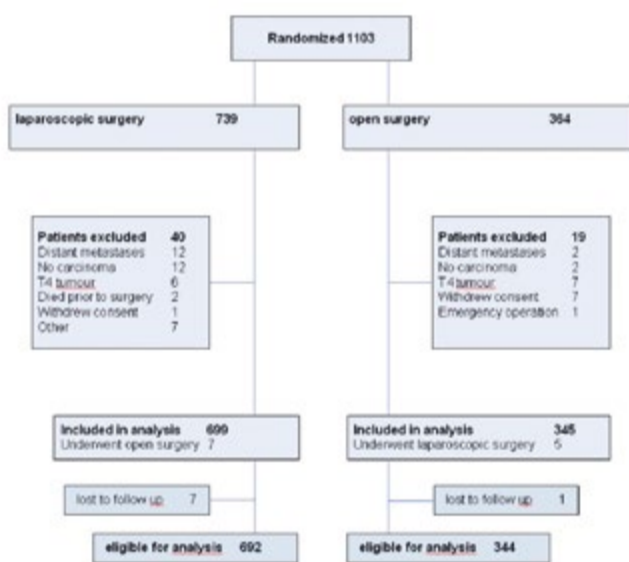 Randomized 1103
laparoscopic surgery 739
open surgery 364
Patients excluded 40
Distant metastases 12
No carcinoma 12
T4 tumour 6
Died prior to surgery 2
Withdrew consent 1
Other 7
Patients excluded 19
Distant metastases 2
No carcinoma 2
T4 tumour 7
Withdrew consent 7
Emergency operation 1
Included in analysis 699
Underwent open surgery 7
Included in analysis 345
Underwent laparoscopic surgery 5
lost to follow up 7
lost to follow up 1
eligible for analysis 692
eligible for analysis 344